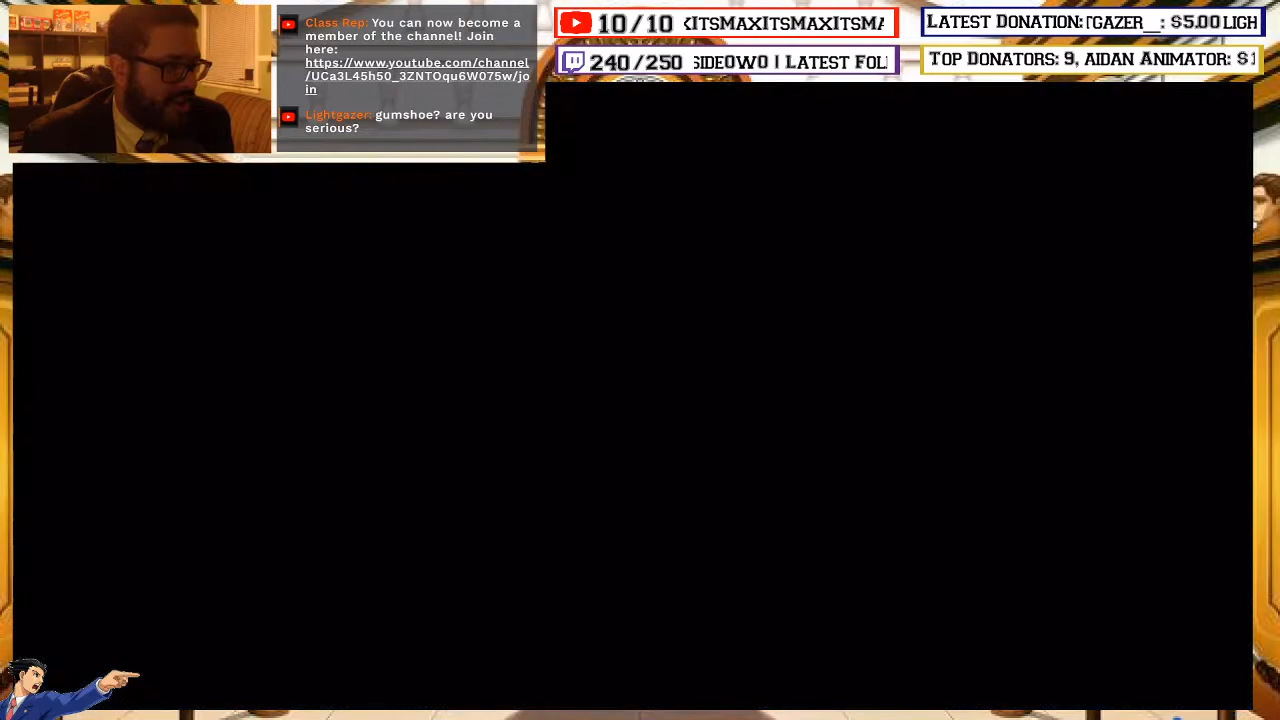 Class Rep: You can now become a
member of the channel! Join
here:
https://www.youtube.com/channel
/UCa3L45h50_3ZNTOqu6W075w/jo
in
Lightgazer: gumshoe? are you
serious?
10/10 XITSMAXITSMAXITSMA
240/250 SIDEOWO | LATEST FOL
LATEST DONATION: TGAZER__: $5.00 LIGH
TOP DONATORS: 9, AIDAN ANIMATOR: $1